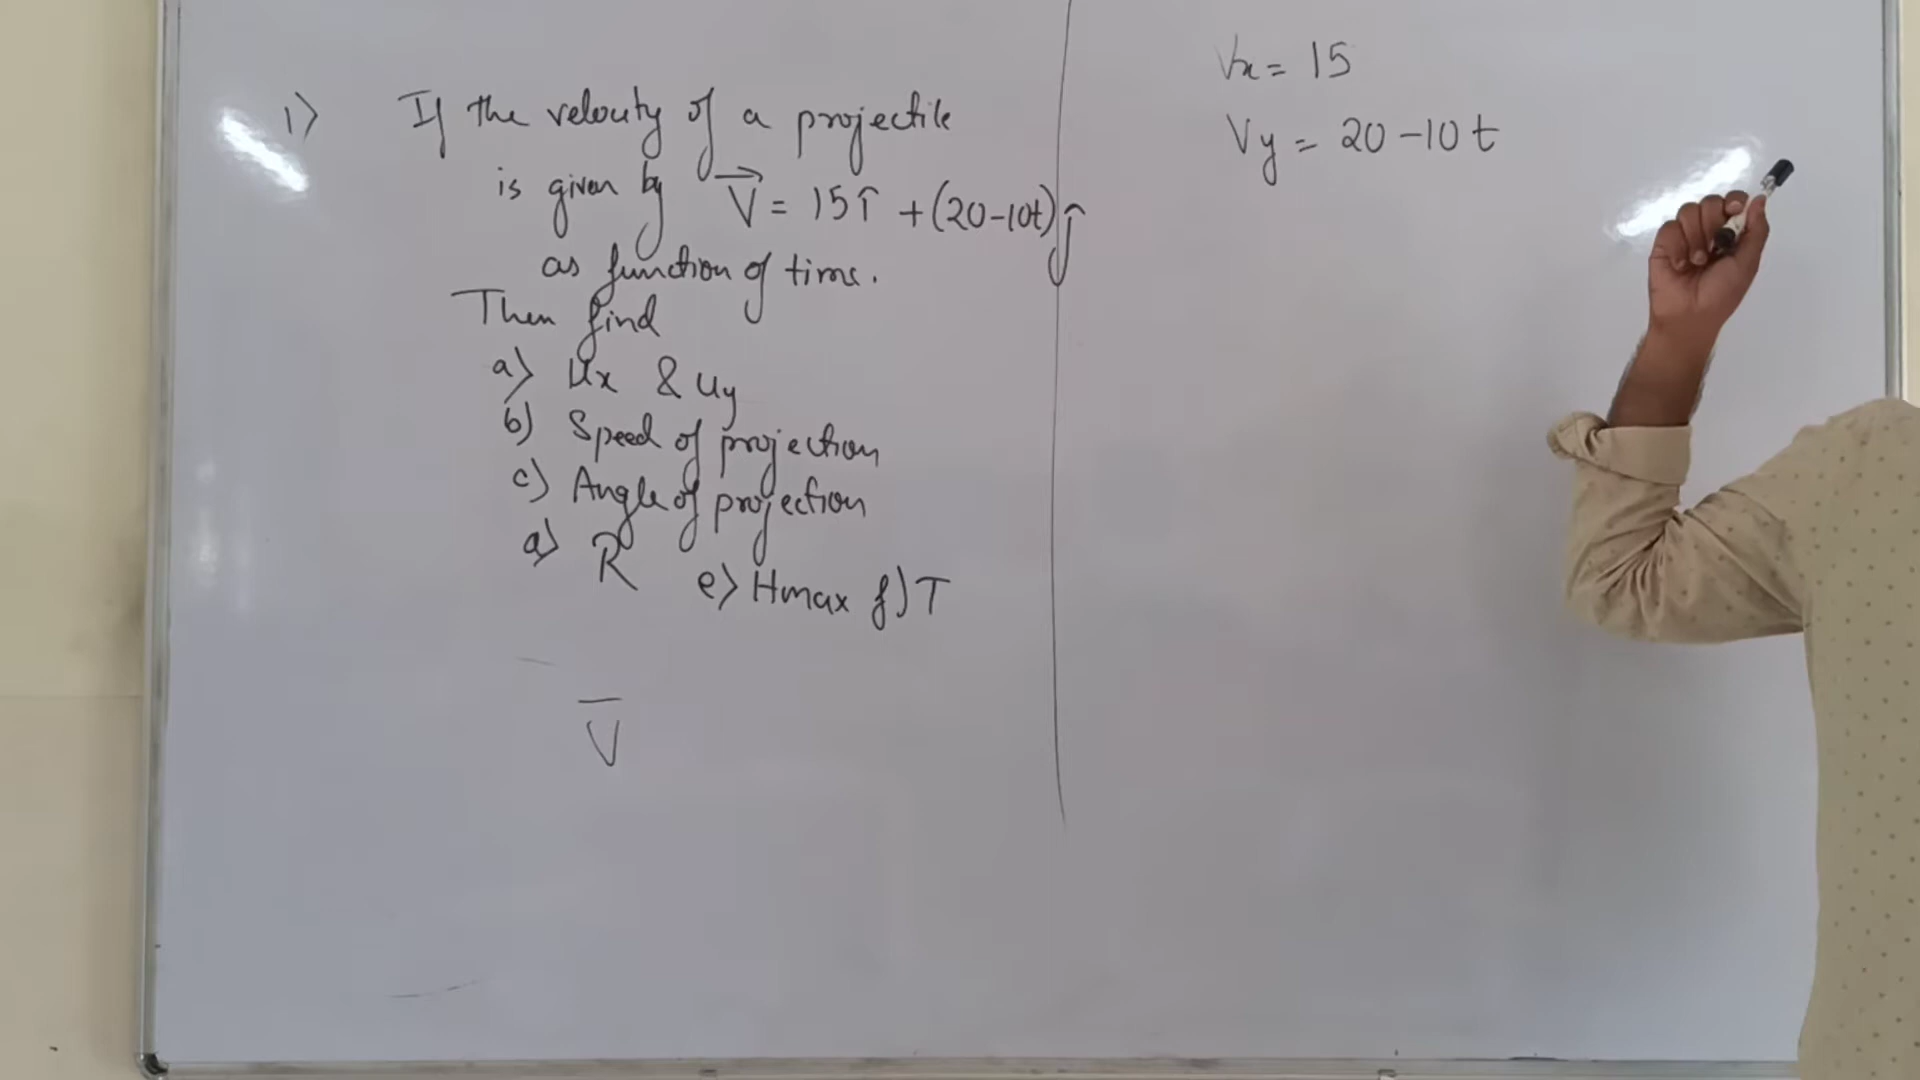 1) If the velocity of a projectile
is given by V⃗ = 15î + (20-10t)ĵ
as function of time.
Then find
a) Ux & uy
b) Speed of projection
c) Angle of projection
d) R e) Hmax f) T
V̅
Vx = 15
Vy = 20 - 10t